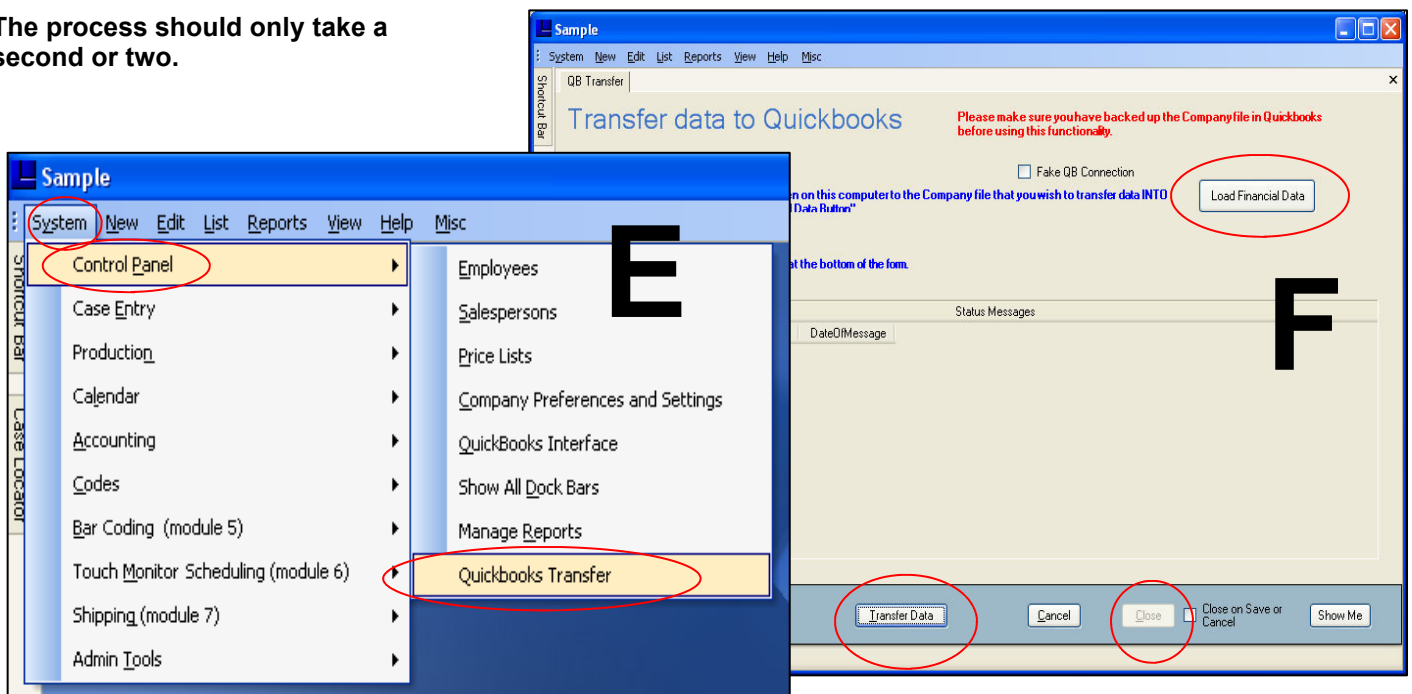 The process should only take a
second or two.
Sample
System New Edit List Reports View Help Misc
Shortcut Bar
Case Locator
Control Panel
Case Entry
Production
Calendar
Accounting
Codes
Bar Coding (module 5)
Touch Monitor Scheduling (module 6)
Shipping (module 7)
Admin Tools
Employees
Salespersons
Price Lists
Company Preferences and Settings
QuickBooks Interface
Show All Dock Bars
Manage Reports
Quickbooks Transfer
E
Sample
System New Edit List Reports View Help Misc
Shortcut Bar
QB Transfer
Transfer data to Quickbooks
Please make sure you have backed up the Company file in Quickbooks
before using this functionality.
Fake QB Connection
on this computer to the Company file that you wish to transfer data INTO
Data Button"
Load Financial Data
at the bottom of the form.
Status Messages
DateOfMessage
F
Transfer Data
Cancel
Close
Close on Save or
Cancel
Show Me